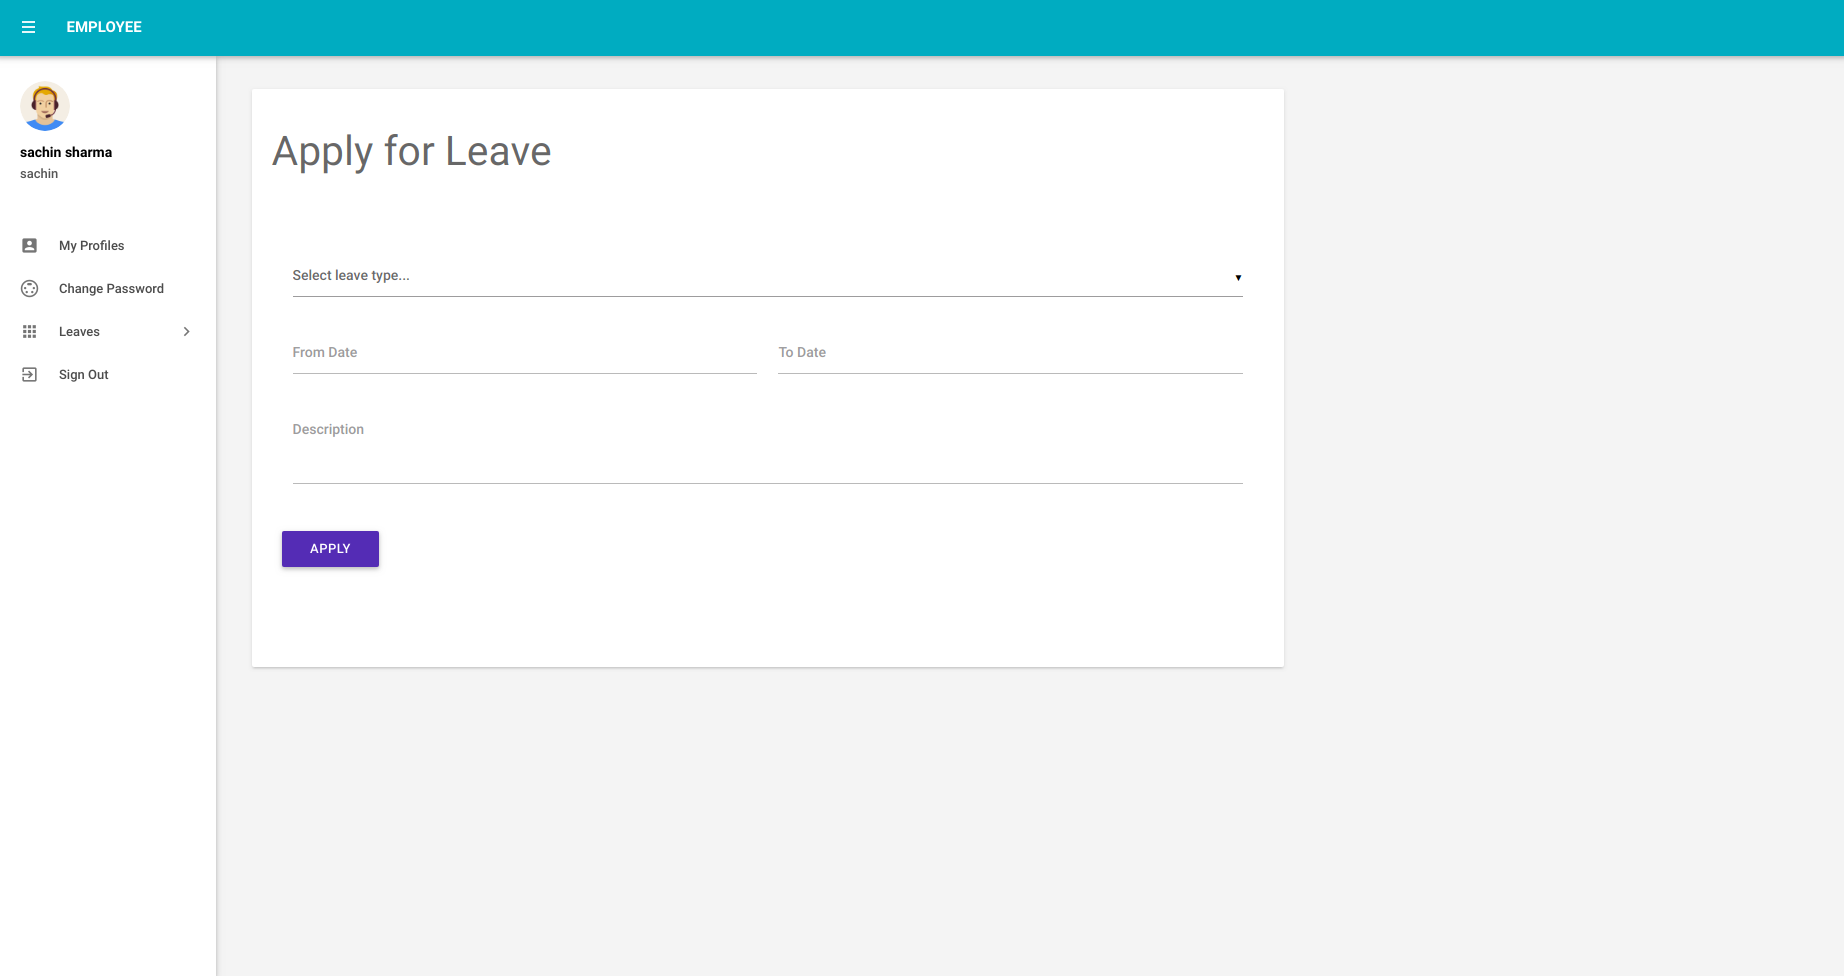 EMPLOYEE
sachin sharma
sachin
My Profiles
Change Password
Leaves
Sign Out
Apply for Leave
Select leave type...
From Date
To Date
Description
APPLY